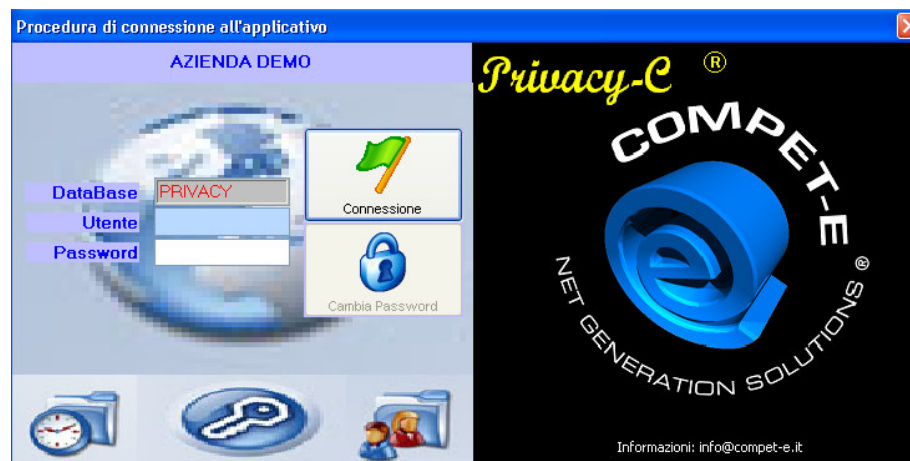 Procedura di connessione all'applicativo
AZIENDA DEMO
DataBase PRIVACY
Utente
Password
Connessione
Cambia Password
Privacy-C ®
COMPET-E
NET GENERATION SOLUTIONS ®
Informazioni: info@compet-e.it